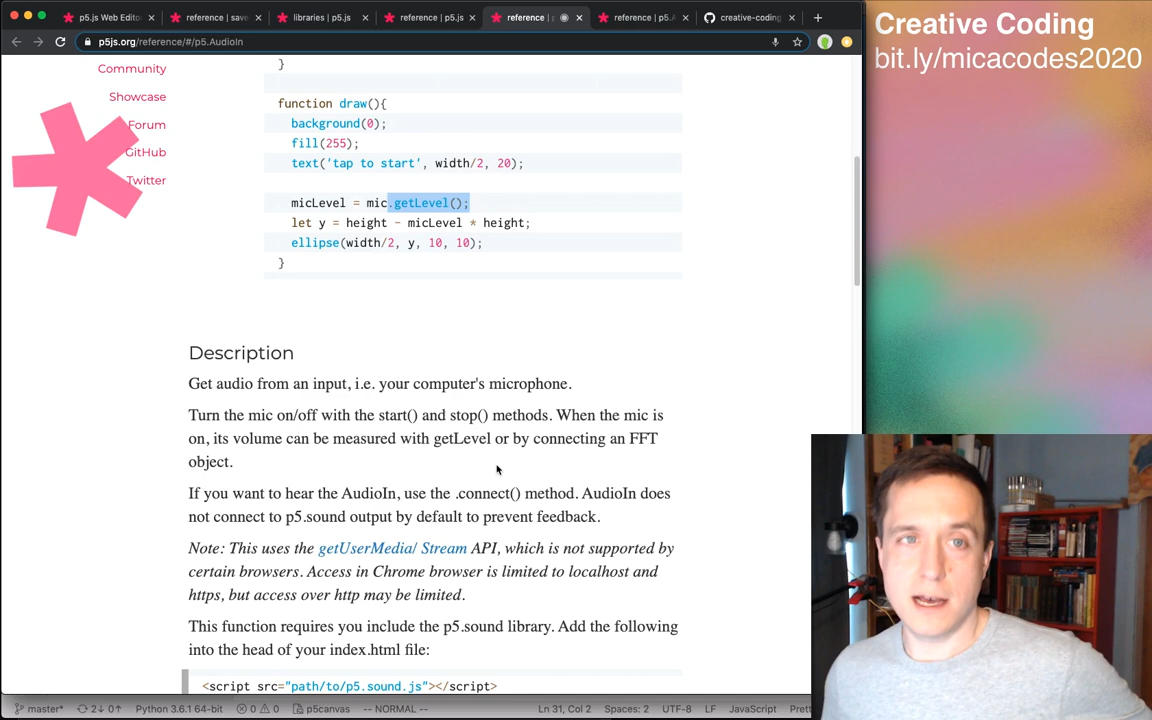 p5.js Web Edito
reference | save
libraries | p5.js
reference | p5.js
reference | p
reference | p5.A
creative-coding
p5js.org/reference/#/p5.AudioIn
Creative Coding
bit.ly/micacodes2020
Community
Showcase
Forum
GitHub
Twitter
}
function draw(){
background(0);
fill(255);
text('tap to start', width/2, 20);
micLevel = mic.getLevel();
let y = height - micLevel * height;
ellipse(width/2, y, 10, 10);
}
Description
Get audio from an input, i.e. your computer's microphone.
Turn the mic on/off with the start() and stop() methods. When the mic is
on, its volume can be measured with getLevel or by connecting an FFT
object.
If you want to hear the AudioIn, use the .connect() method. AudioIn does
not connect to p5.sound output by default to prevent feedback.
Note: This uses the getUserMedia/ Stream API, which is not supported by
certain browsers. Access in Chrome browser is limited to localhost and
https, but access over http may be limited.
This function requires you include the p5.sound library. Add the following
into the head of your index.html file:
<script src="path/to/p5.sound.js"></script>
master* 2↓ 0↑ Python 3.6.1 64-bit 0 0 p5canvas -- NORMAL -- Ln 31, Col 2 Spaces: 2 UTF-8 LF JavaScript Prett